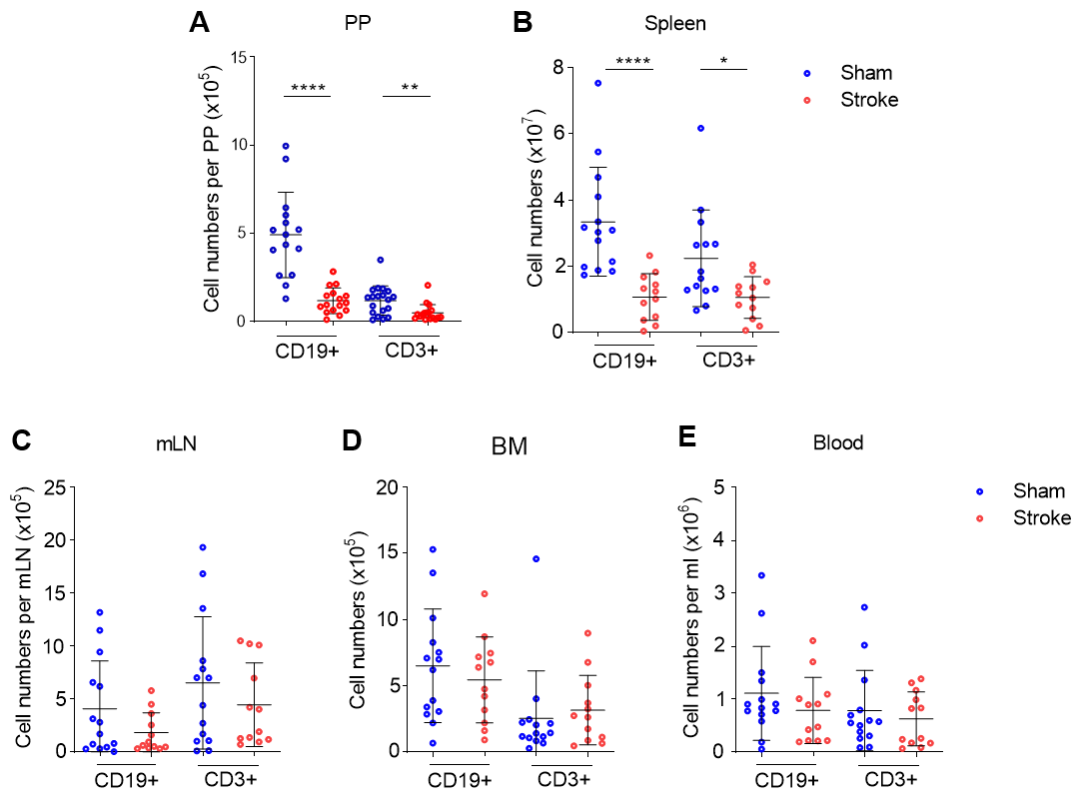 A PP
Cell numbers per PP (x10⁵)
15
10
5
0
**** **
CD19+ CD3+
B Spleen
Cell numbers (x10⁷)
8
6
4
2
0
**** *
CD19+ CD3+
Sham
Stroke
C mLN
Cell numbers per mLN (x10⁵)
25
20
15
10
5
0
CD19+ CD3+
D BM
Cell numbers (x10⁵)
20
15
10
5
0
CD19+ CD3+
E Blood
Cell numbers per ml (x10⁶)
5
4
3
2
1
0
CD19+ CD3+
Sham
Stroke